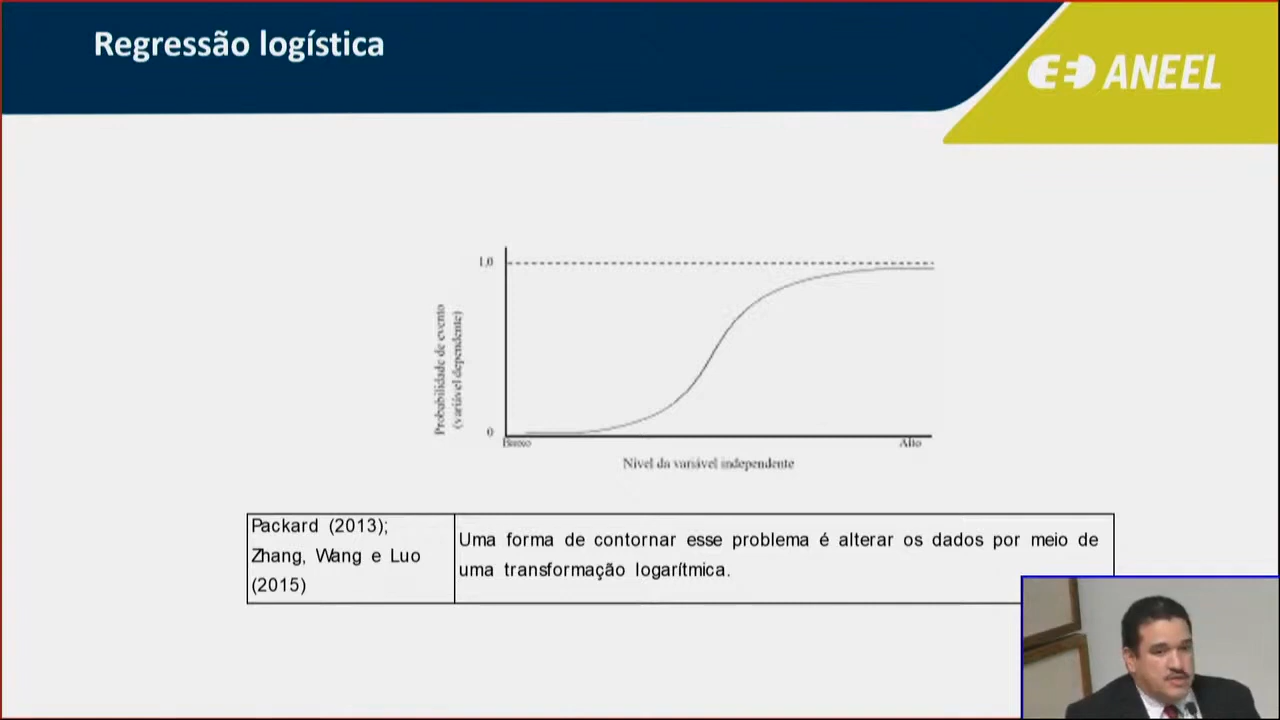 Regressão logística
ANEEL
1,0
Probabilidade de evento
(variável dependente)
0
Baixo
Alto
Nível da variável independente
Packard (2013);
Zhang, Wang e Luo
(2015)
Uma forma de contornar esse problema é alterar os dados por meio de
uma transformação logarítmica.